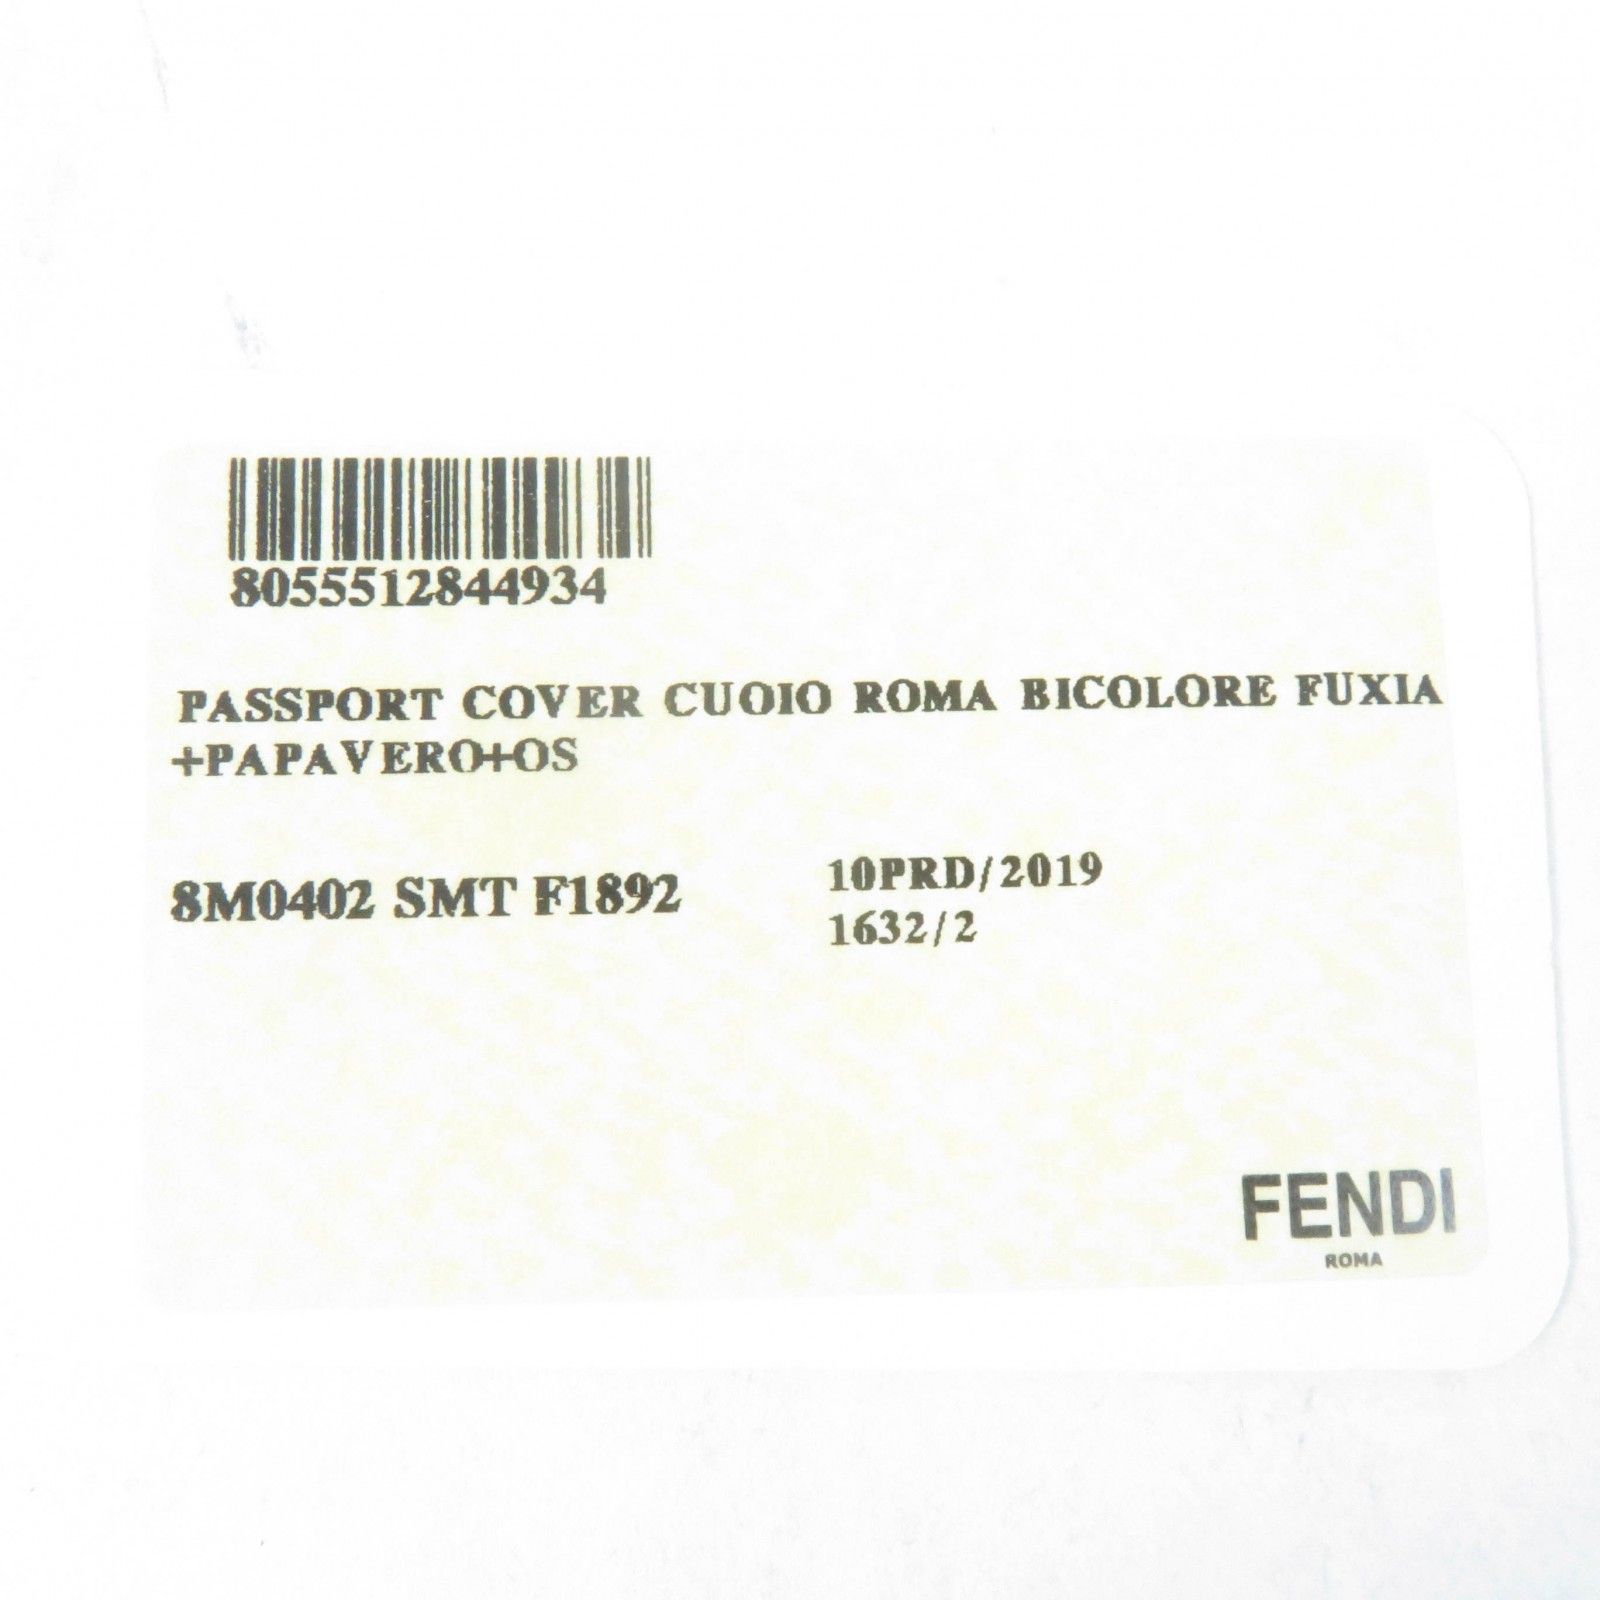 8055512844934
PASSPORT COVER CUOIO ROMA BICOLORE FUXIA
+PAPAVERO+OS
8M0402 SMT F1892
10PRD/2019
1632/2
FENDI
ROMA